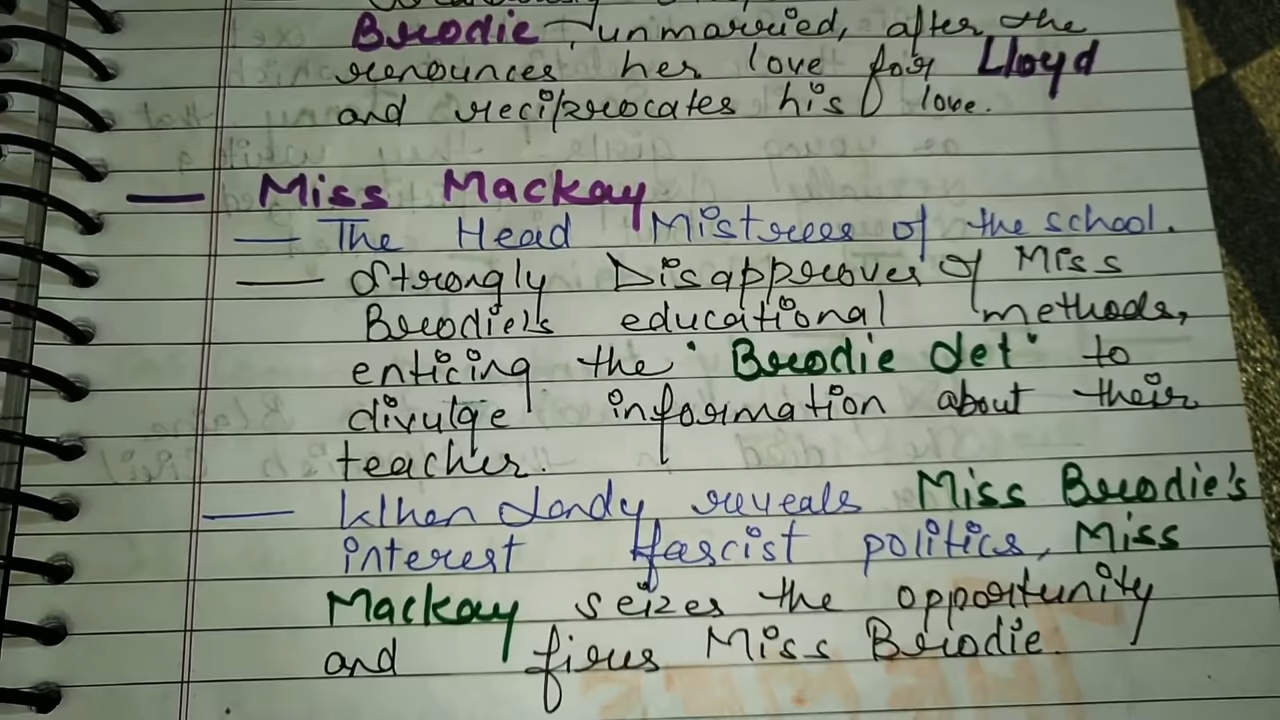 Brodie, unmarried, after the
renounces her love for Lloyd
and reciprocates his love.
— Miss Mackay
— The Head Mistress of the school.
— Strongly Disapproves of Miss
Brodie's educational methods,
enticing the "Brodie Set" to
divulge information about their
teacher.
— When Sandy reveals Miss Brodie's
interest fascist politics, Miss
Mackay seizes the opportunity
and fires Miss Brodie.